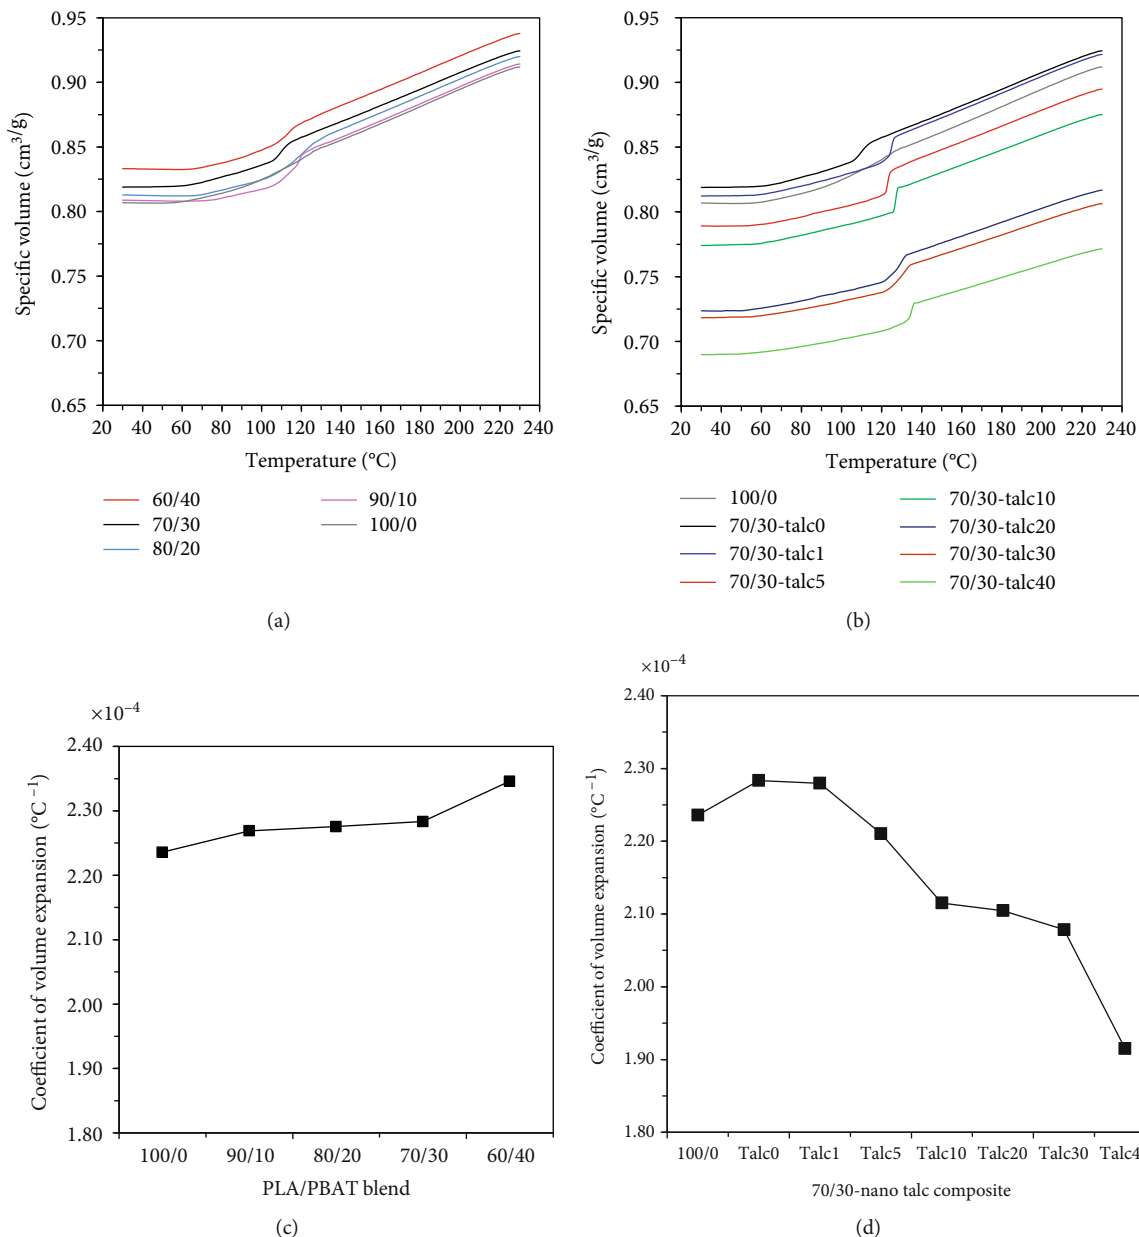 0.95
0.90
0.85
0.80
0.75
0.70
0.65
Specific volume (cm³/g)
20 40 60 80 100 120 140 160 180 200 220 240
Temperature (°C)
60/40
70/30
80/20
90/10
100/0
(a)
0.95
0.90
0.85
0.80
0.75
0.70
0.65
Specific volume (cm³/g)
20 40 60 80 100 120 140 160 180 200 220 240
Temperature (°C)
100/0
70/30-talc0
70/30-talc1
70/30-talc5
70/30-talc10
70/30-talc20
70/30-talc30
70/30-talc40
(b)
×10⁻⁴
2.40
2.30
2.20
2.10
2.00
1.90
1.80
Coefficient of volume expansion (°C⁻¹)
100/0 90/10 80/20 70/30 60/40
PLA/PBAT blend
(c)
×10⁻⁴
2.40
2.30
2.20
2.10
2.00
1.90
1.80
Coefficient of volume expansion (°C⁻¹)
100/0 Talc0 Talc1 Talc5 Talc10 Talc20 Talc30 Talc4
70/30-nano talc composite
(d)